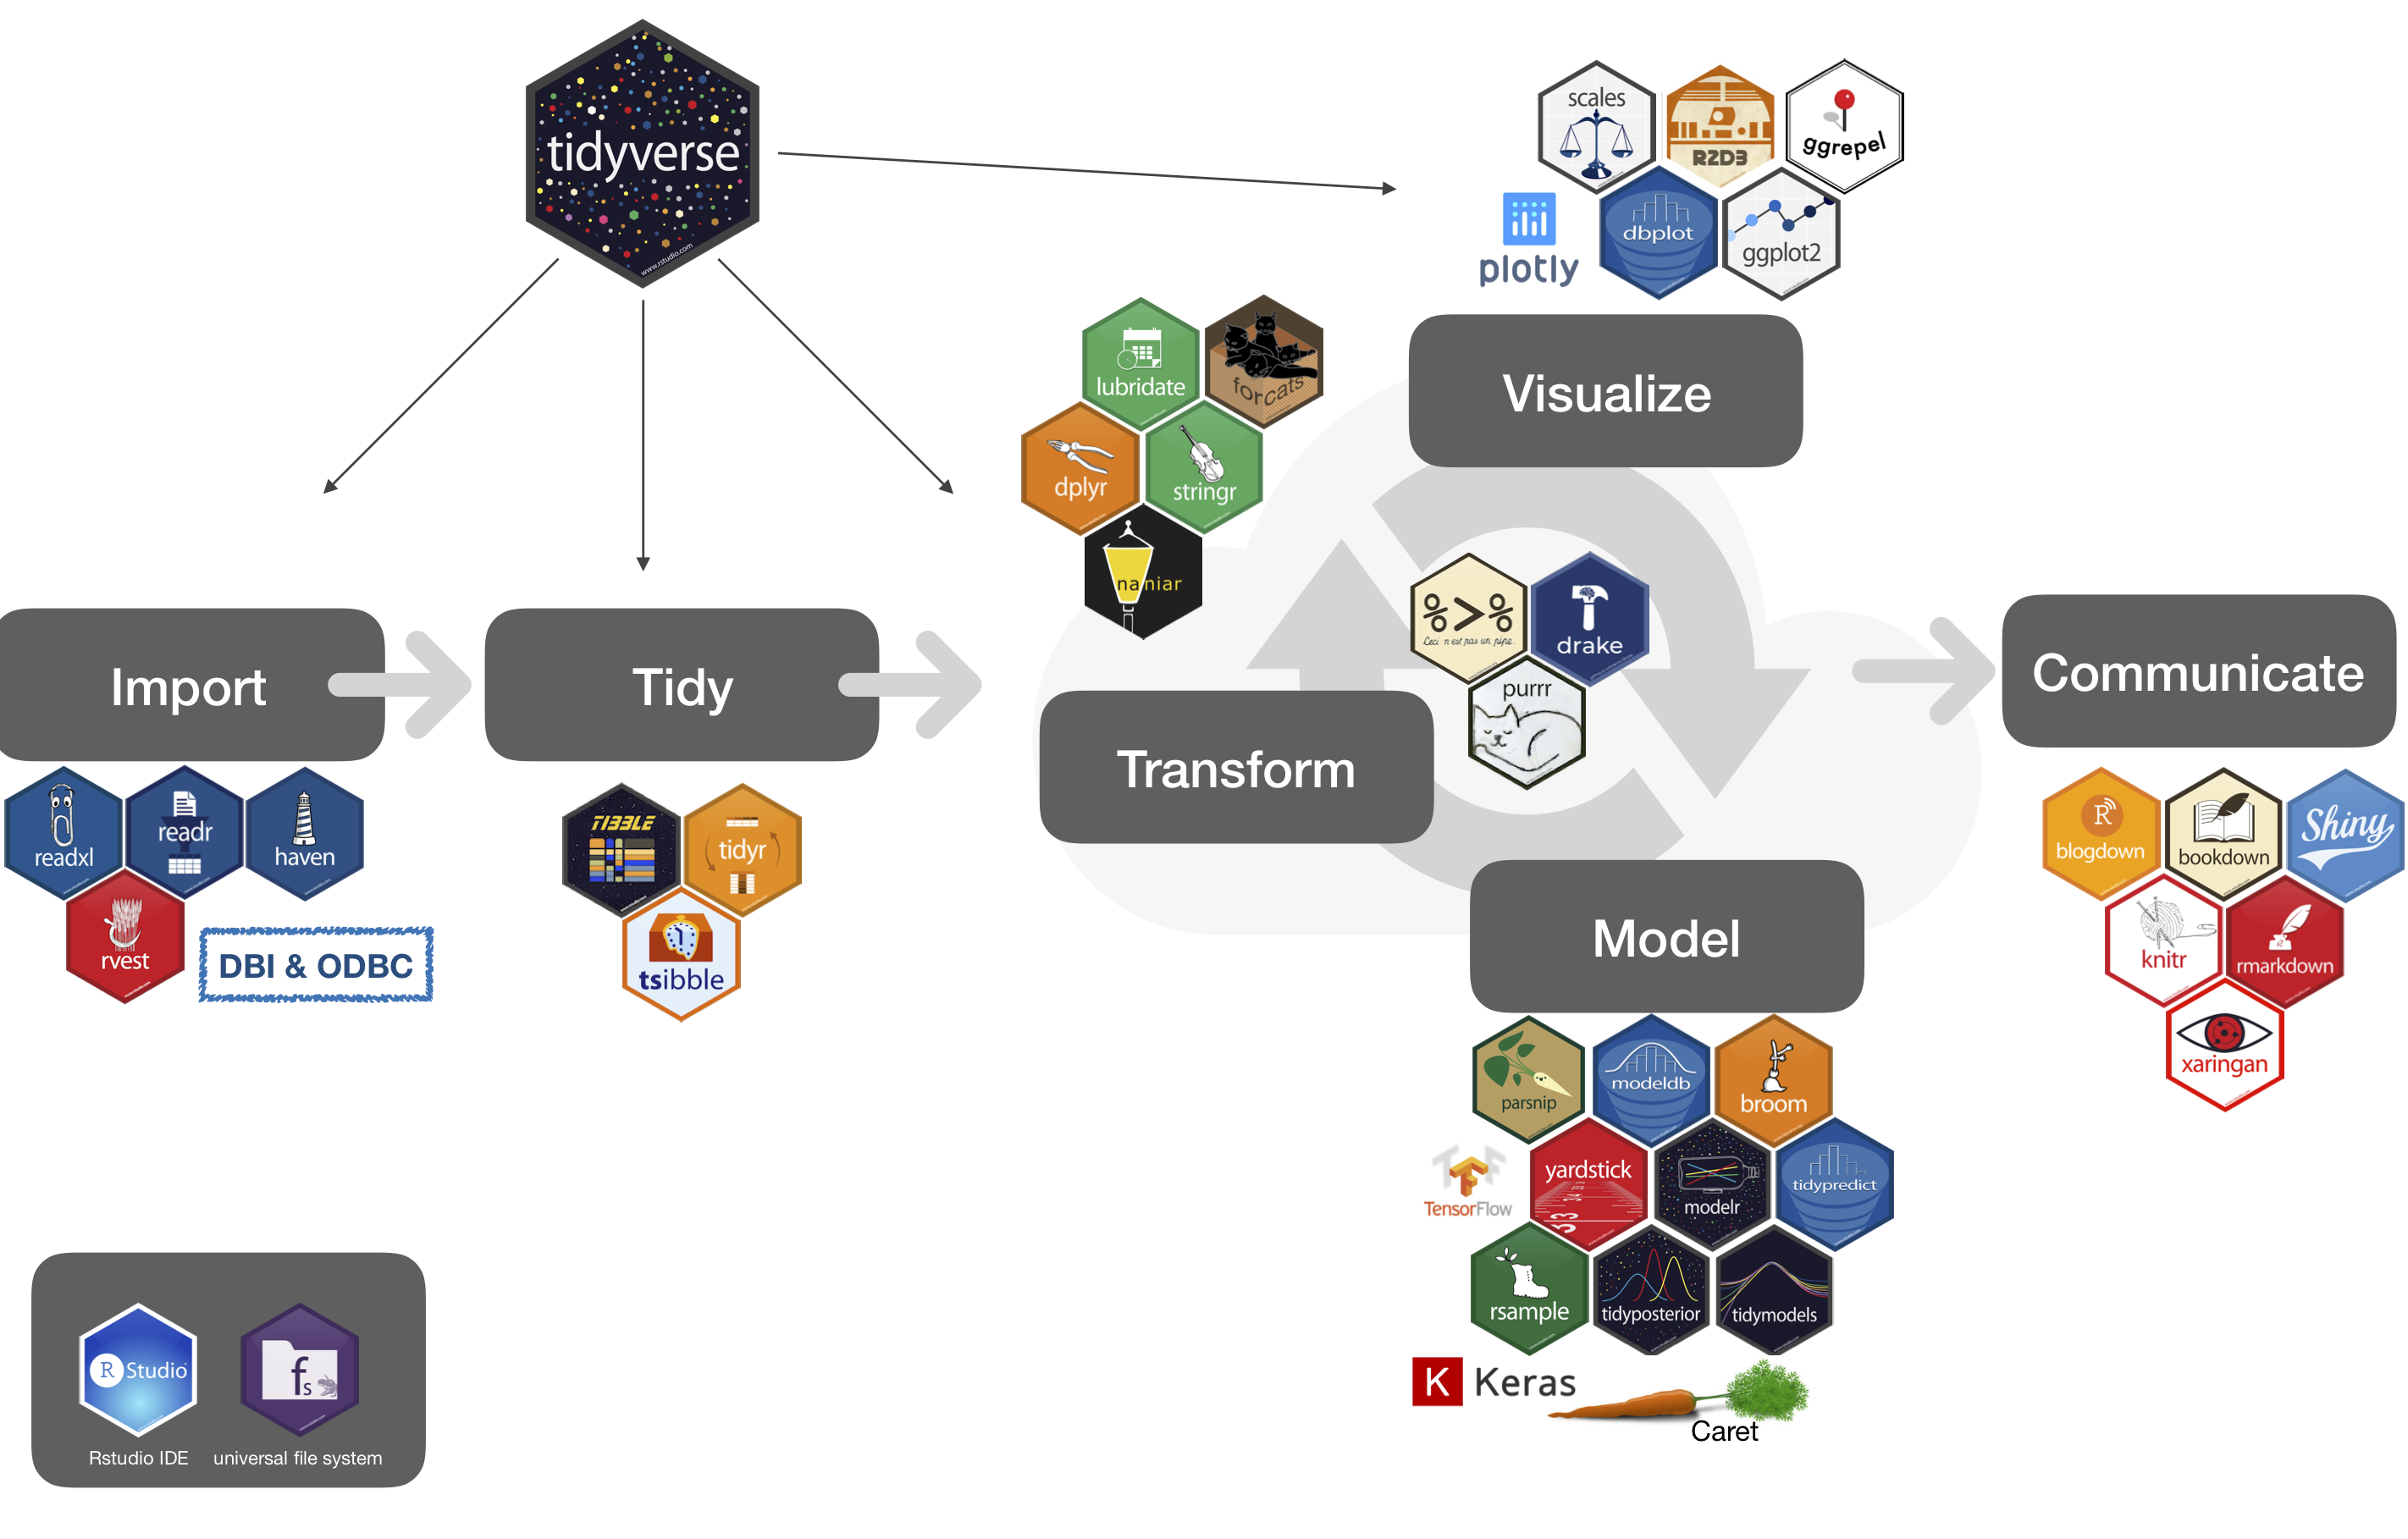 tidyverse
www.rstudio.com
scales
R2D3
ggrepel
plotly
dbplot
ggplot2
Visualize
lubridate
forcats
dplyr
stringr
naniar
%>%
Ceci n'est pas un pipe.
drake
purrr
Import
Tidy
Transform
Communicate
readxl
readr
haven
rvest
DBI & ODBC
TIBBLE
tidyr
tsibble
Model
blogdown
bookdown
Shiny
knitr
rmarkdown
xaringan
parsnip
modeldb
broom
TensorFlow
yardstick
modelr
tidypredict
rsample
tidyposterior
tidymodels
K Keras
Caret
R Studio
fs
Rstudio IDE
universal file system